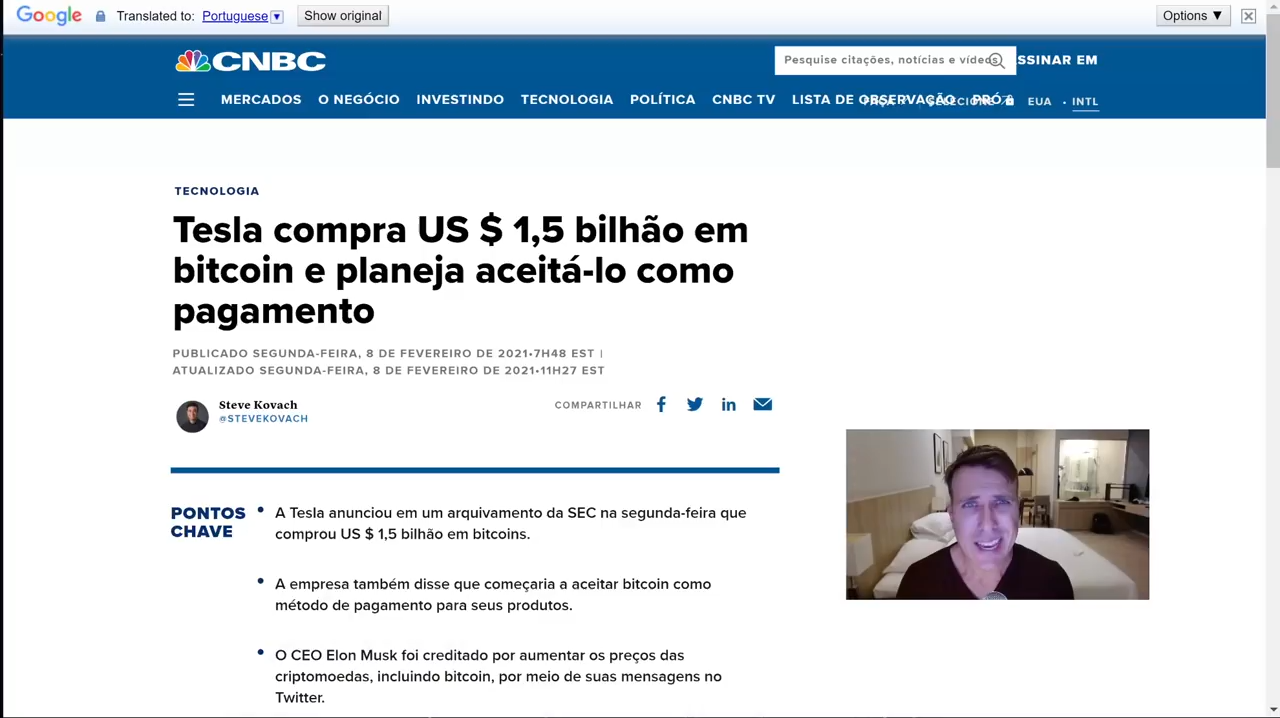 Google Translated to: Portuguese Show original Options ▼
CNBC
Pesquise citações, notícias e vídeos
SSINAR EM
MERCADOS O NEGÓCIO INVESTINDO TECNOLOGIA POLÍTICA CNBC TV LISTA DE OBSERVAÇÃO PRÓ EUA • INTL
TECNOLOGIA
Tesla compra US $ 1,5 bilhão em
bitcoin e planeja aceitá-lo como
pagamento
PUBLICADO SEGUNDA-FEIRA, 8 DE FEVEREIRO DE 2021•7H48 EST |
ATUALIZADO SEGUNDA-FEIRA, 8 DE FEVEREIRO DE 2021•11H27 EST
Steve Kovach
@STEVEKOVACH
COMPARTILHAR
PONTOS
CHAVE
• A Tesla anunciou em um arquivamento da SEC na segunda-feira que
comprou US $ 1,5 bilhão em bitcoins.
• A empresa também disse que começaria a aceitar bitcoin como
método de pagamento para seus produtos.
• O CEO Elon Musk foi creditado por aumentar os preços das
criptomoedas, incluindo bitcoin, por meio de suas mensagens no
Twitter.